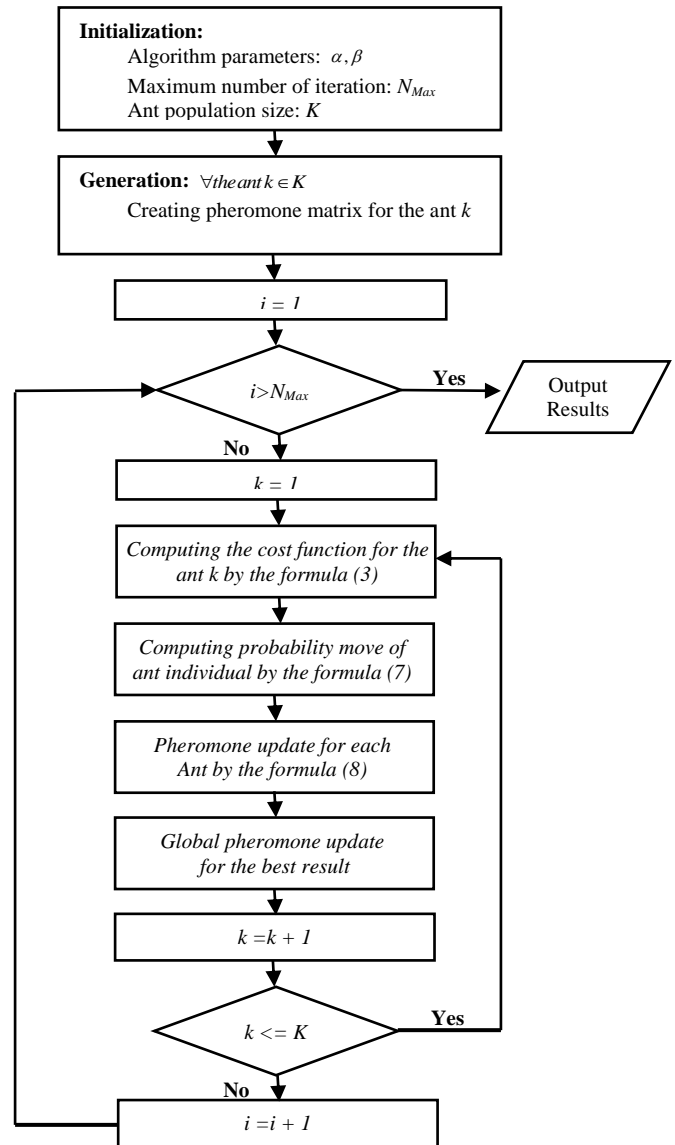 Initialization:
Algorithm parameters: α, β
Maximum number of iteration: N_Max
Ant population size: K
Generation: ∀the ant k ∈ K
Creating pheromone matrix for the ant k
i = 1
i>N_Max
Yes
Output
Results
No
k = 1
Computing the cost function for the
ant k by the formula (3)
Computing probability move of
ant individual by the formula (7)
Pheromone update for each
Ant by the formula (8)
Global pheromone update
for the best result
k =k + 1
k <= K
Yes
No
i =i + 1